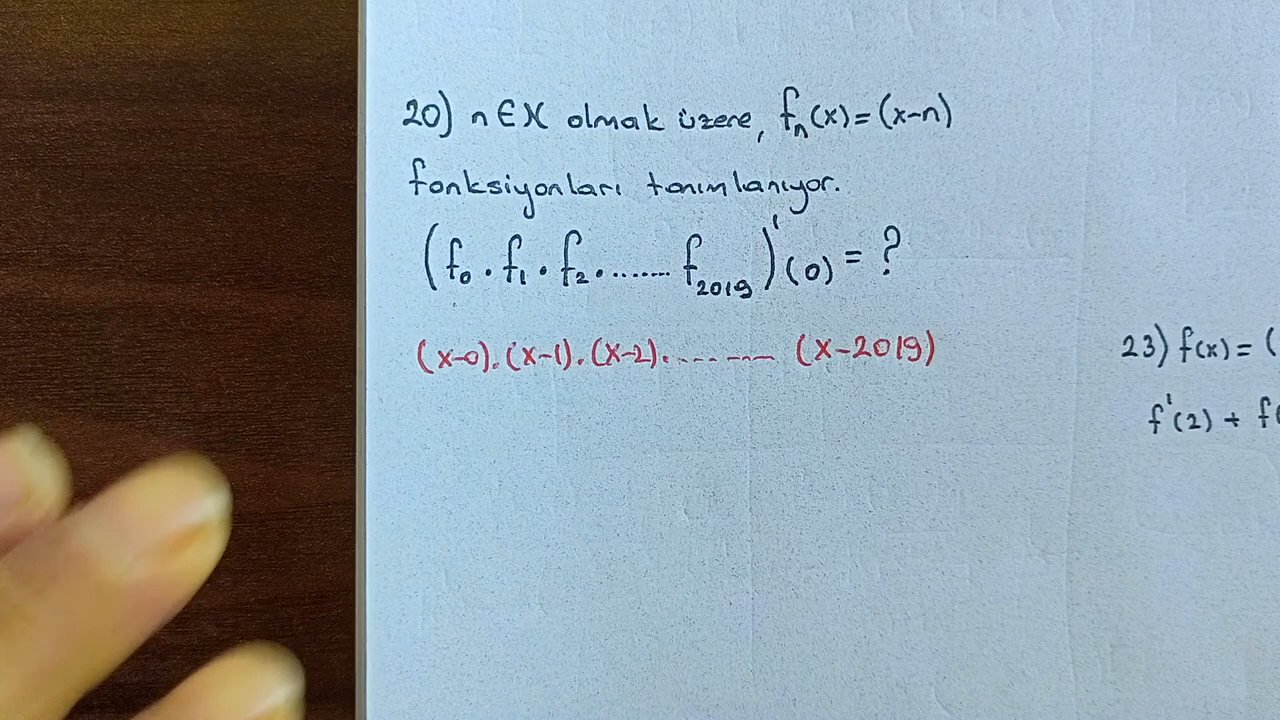 20) n ∈ N olmak üzere, fₙ(x) = (x-n)
fonksiyonları tanımlanıyor.
(f₀ . f₁ . f₂ . ....... f₂₀₁₉)'(0) = ?
(x-0).(x-1).(x-2). ........ (x-2019)
23) f(x) = (
f'(2) + f(